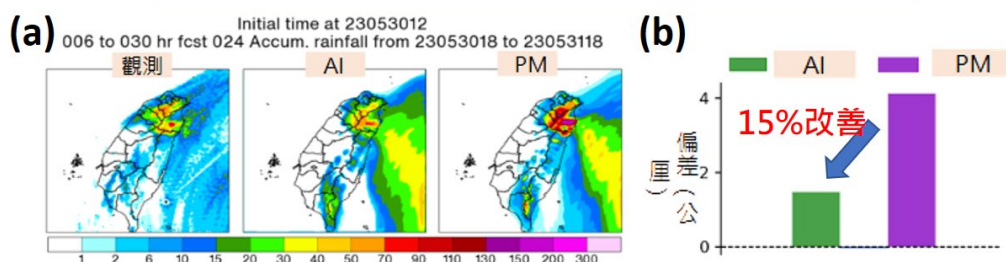 (a)
Initial time at 23053012
006 to 030 hr fcst 024 Accum. rainfall from 23053018 to 23053118
觀測
AI
PM
1 2 6 10 15 20 30 40 50 70 90 110 130 150 200 300
(b)
AI
PM
15%改善
偏差(公厘)
4
2
0